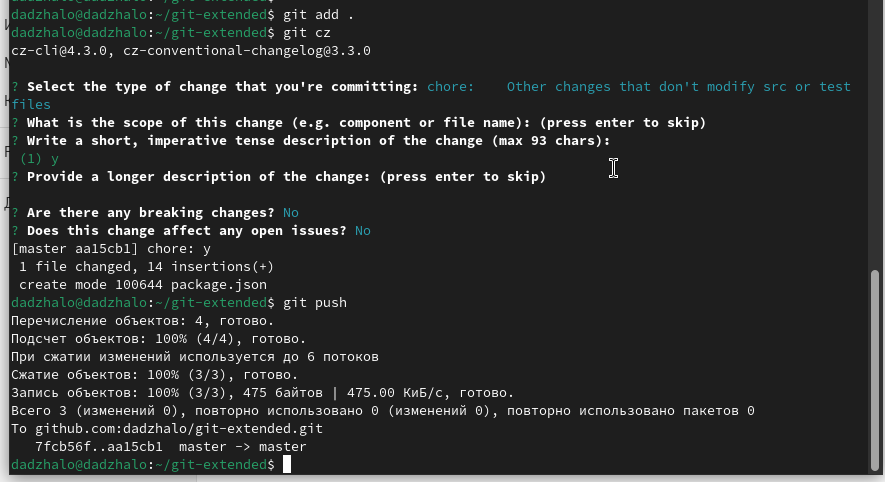 dadzhalo@dadzhalo:~/git-extended$ git add .
dadzhalo@dadzhalo:~/git-extended$ git cz
cz-cli@4.3.0, cz-conventional-changelog@3.3.0
? Select the type of change that you're committing: chore:    Other changes that don't modify src or test
files
? What is the scope of this change (e.g. component or file name): (press enter to skip)
? Write a short, imperative tense description of the change (max 93 chars):
 (1) y
? Provide a longer description of the change: (press enter to skip)
? Are there any breaking changes? No
? Does this change affect any open issues? No
[master aa15cb1] chore: y
 1 file changed, 14 insertions(+)
 create mode 100644 package.json
dadzhalo@dadzhalo:~/git-extended$ git push
Перечисление объектов: 4, готово.
Подсчет объектов: 100% (4/4), готово.
При сжатии изменений используется до 6 потоков
Сжатие объектов: 100% (3/3), готово.
Запись объектов: 100% (3/3), 475 байтов | 475.00 КиБ/с, готово.
Всего 3 (изменений 0), повторно использовано 0 (изменений 0), повторно использовано пакетов 0
To github.com:dadzhalo/git-extended.git
   7fcb56f..aa15cb1  master -> master
dadzhalo@dadzhalo:~/git-extended$